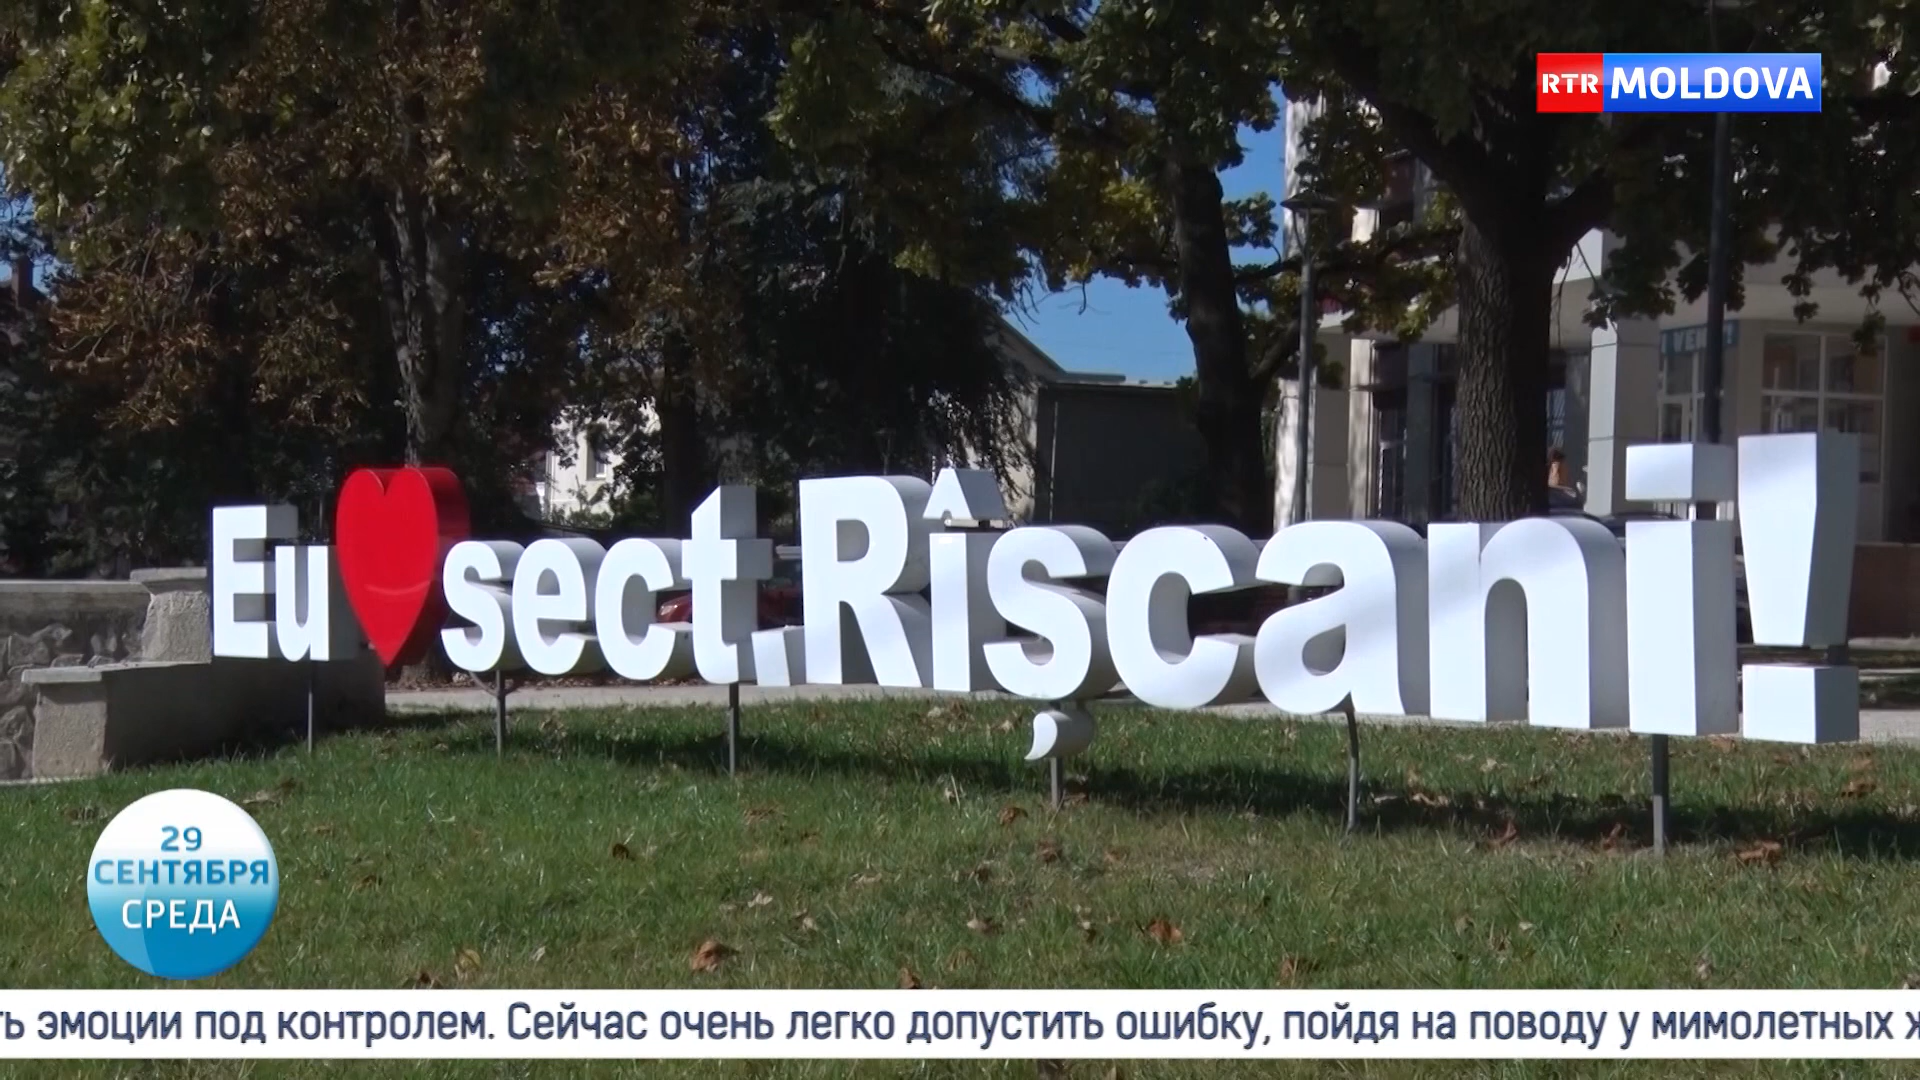 RTR MOLDOVA
Eu ❤ sect. Rîșcani!
29
СЕНТЯБРЯ
СРЕДА
ть эмоции под контролем. Сейчас очень легко допустить ошибку, пойдя на поводу у мимолетных ж